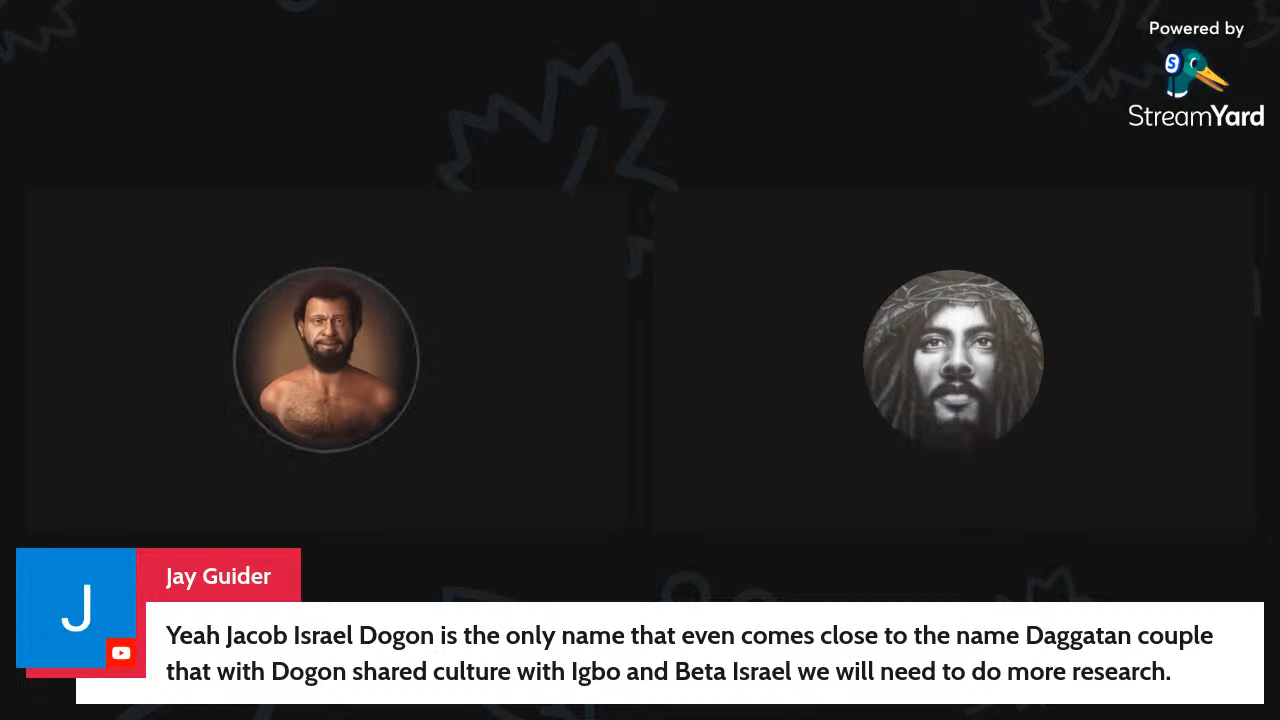 Powered by
S
StreamYard
J
Jay Guider
Yeah Jacob Israel Dogon is the only name that even comes close to the name Daggatan couple
that with Dogon shared culture with Igbo and Beta Israel we will need to do more research.